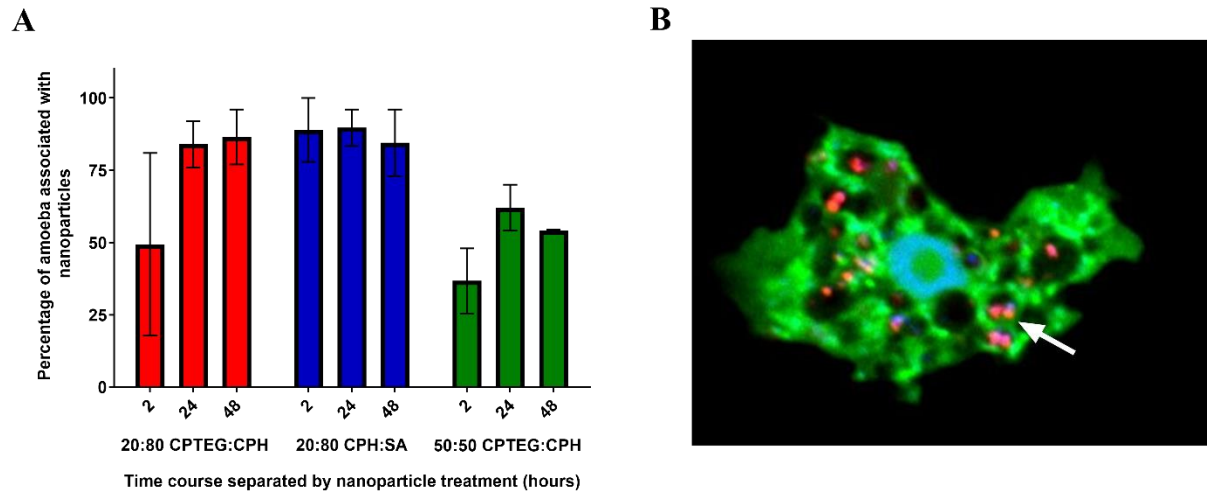 A
B
Percentage of amoeba associated with
nanoparticles
100
75
50
25
0
2 24 48 2 24 48 2 24 48
20:80 CPTEG:CPH 20:80 CPH:SA 50:50 CPTEG:CPH
Time course separated by nanoparticle treatment (hours)